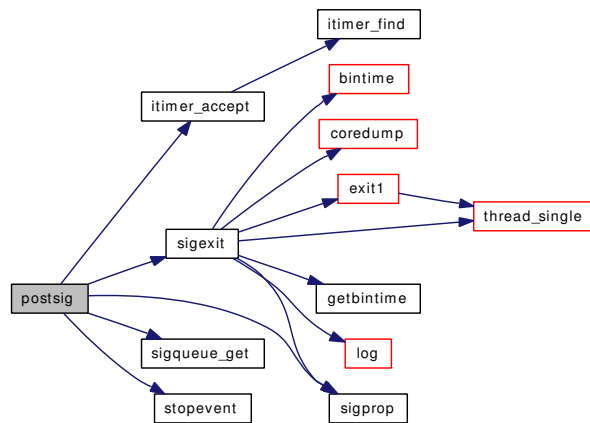 itimer_find
bintime
itimer_accept
coredump
exit1
thread_single
sigexit
postsig
getbintime
sigqueue_get
log
stopevent
sigprop